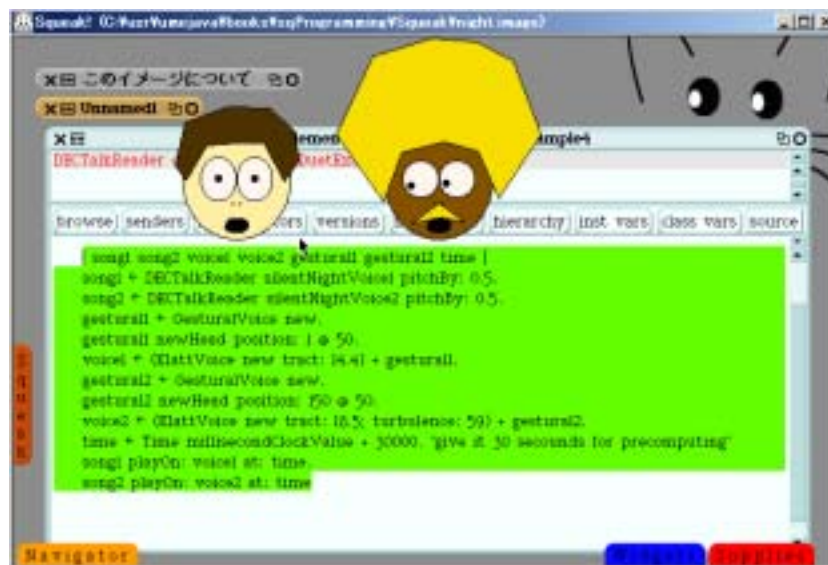 Squeak! (C:¥usr¥umejava¥books¥sqProgramming¥Squeak¥night.image)
このイメージについて
Unnamed1
DECTalkReader
browse senders versions hierarchy inst vars class vars source
| song1 song2 voice1 voice2 gestural1 gestural2 time |
song1 ← DECTalkReader silentNightVoice1 pitchBy: 0.5.
song2 ← DECTalkReader silentNightVoice2 pitchBy: 0.5.
gestural1 ← GesturalVoice new.
gestural1 newHead position: 1 @ 50.
voice1 ← (KlattVoice new tract: 14.4) + gestural1.
gestural2 ← GesturalVoice new.
gestural2 newHead position: 150 @ 50.
voice2 ← (KlattVoice new tract: 18.5; turbulence: 59) + gestural2.
time ← Time millisecondClockValue + 30000. "give it 30 seconds for precomputing"
song1 playOn: voice1 at: time.
song2 playOn: voice2 at: time
Squeak
Navigator
Widgets
Supplies